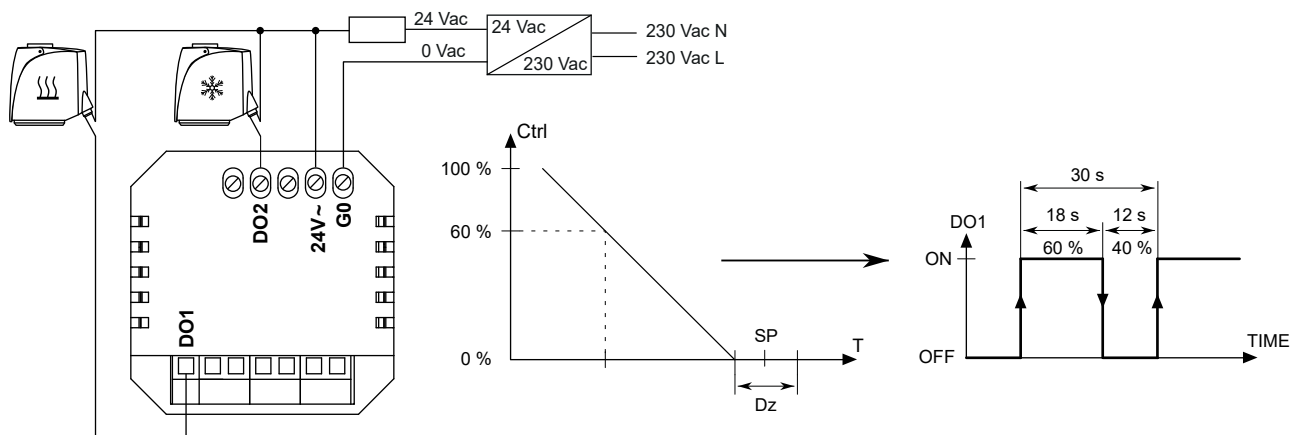 24 Vac
0 Vac
24 Vac
230 Vac
230 Vac N
230 Vac L
DO2
24V~
G0
DO1
Ctrl
100 %
60 %
0 %
SP
T
Dz
30 s
18 s
12 s
DO1
60 %
40 %
ON
OFF
TIME